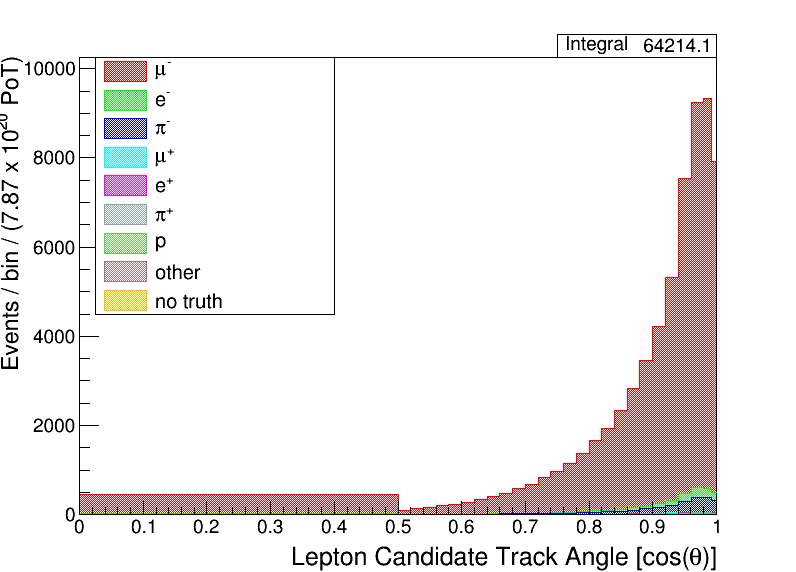 Integral 64214.1
Events / bin / (7.87 x 10^20 PoT)
10000
8000
6000
4000
2000
0
μ-
e-
π-
μ+
e+
π+
p
other
no truth
0 0.1 0.2 0.3 0.4 0.5 0.6 0.7 0.8 0.9 1
Lepton Candidate Track Angle [cos(θ)]